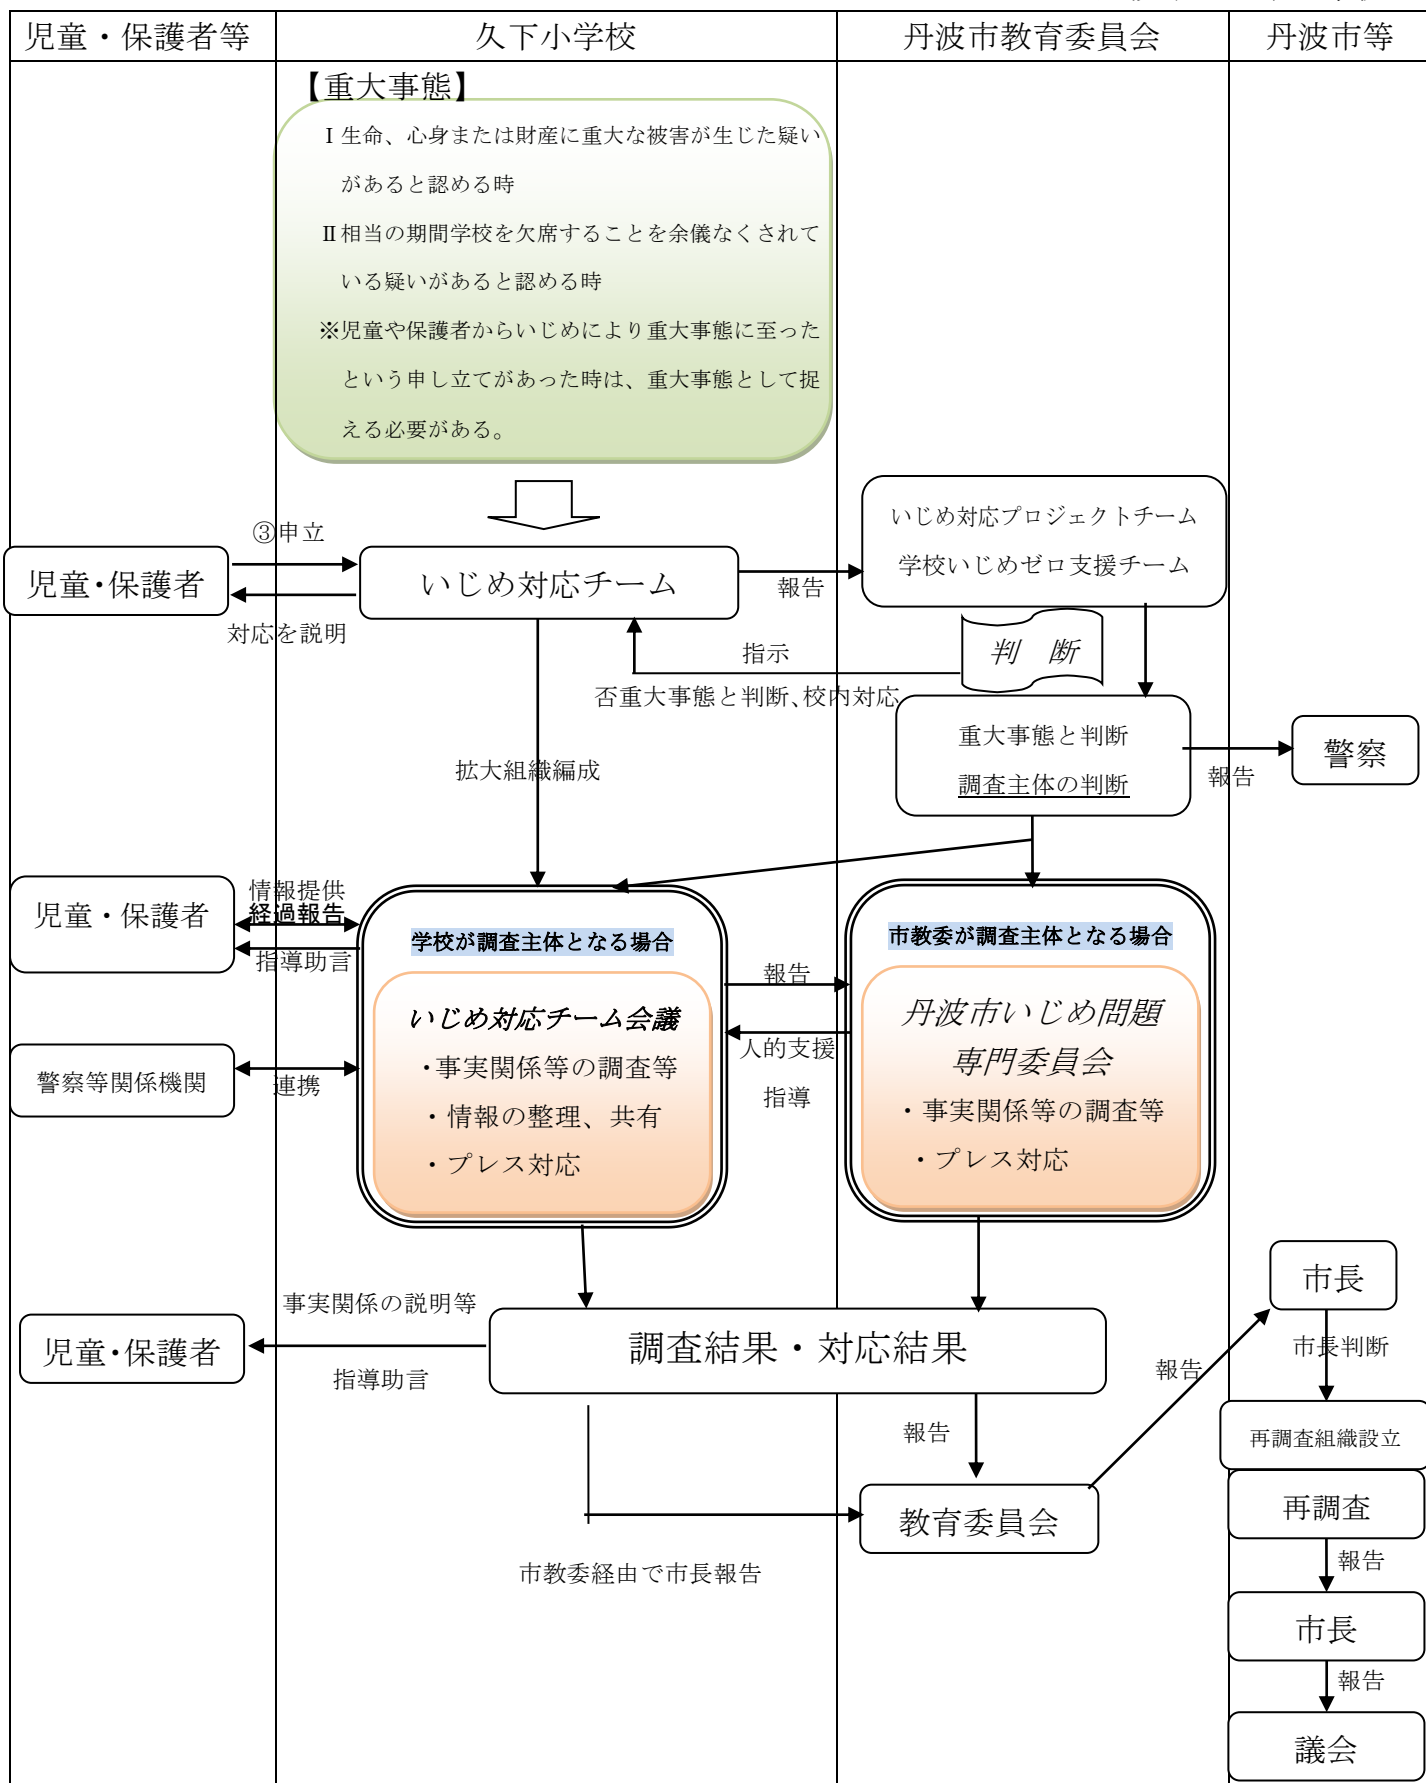 児童・保護者等
久下小学校
丹波市教育委員会
丹波市等
【重大事態】
Ⅰ生命、心身または財産に重大な被害が生じた疑い
があると認める時
Ⅱ相当の期間学校を欠席することを余儀なくされて
いる疑いがあると認める時
※児童や保護者からいじめにより重大事態に至った
という申し立てがあった時は、重大事態として捉
える必要がある。
いじめ対応プロジェクトチーム
学校いじめゼロ支援チーム
③申立
児童・保護者
いじめ対応チーム
報告
対応を説明
判　断
指示
否重大事態と判断、校内対応
重大事態と判断
調査主体の判断
報告
警察
拡大組織編成
児童・保護者
情報提供
経過報告
指導助言
学校が調査主体となる場合
市教委が調査主体となる場合
報告
いじめ対応チーム会議
・事実関係等の調査等
・情報の整理、共有
・プレス対応
人的支援
指導
丹波市いじめ問題
専門委員会
・事実関係等の調査等
・プレス対応
警察等関係機関
連携
市長
事実関係の説明等
児童・保護者
調査結果・対応結果
市長判断
指導助言
報告
報告
再調査組織設立
再調査
教育委員会
報告
市教委経由で市長報告
市長
報告
議会